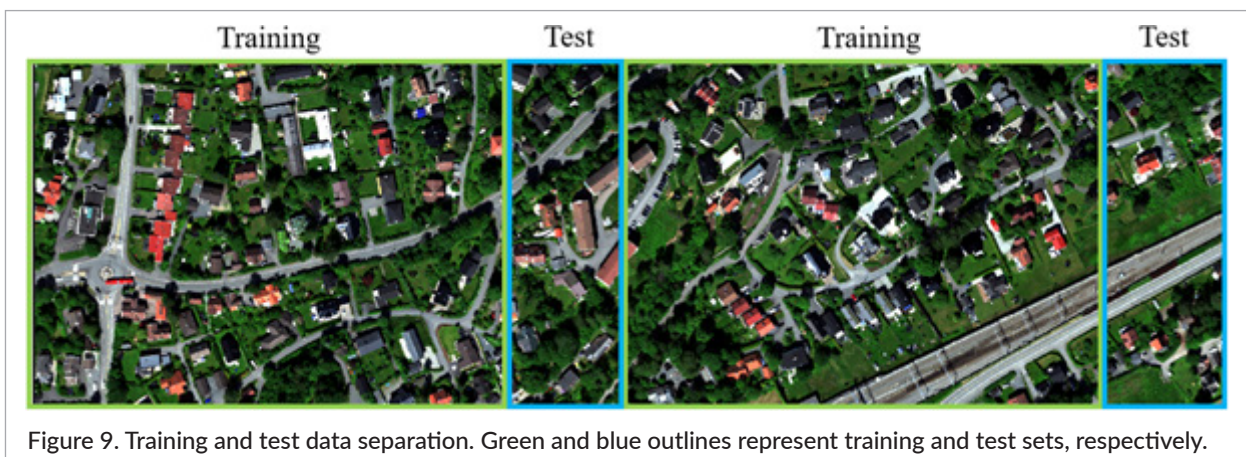 Training Test Training Test
Figure 9. Training and test data separation. Green and blue outlines represent training and test sets, respectively.